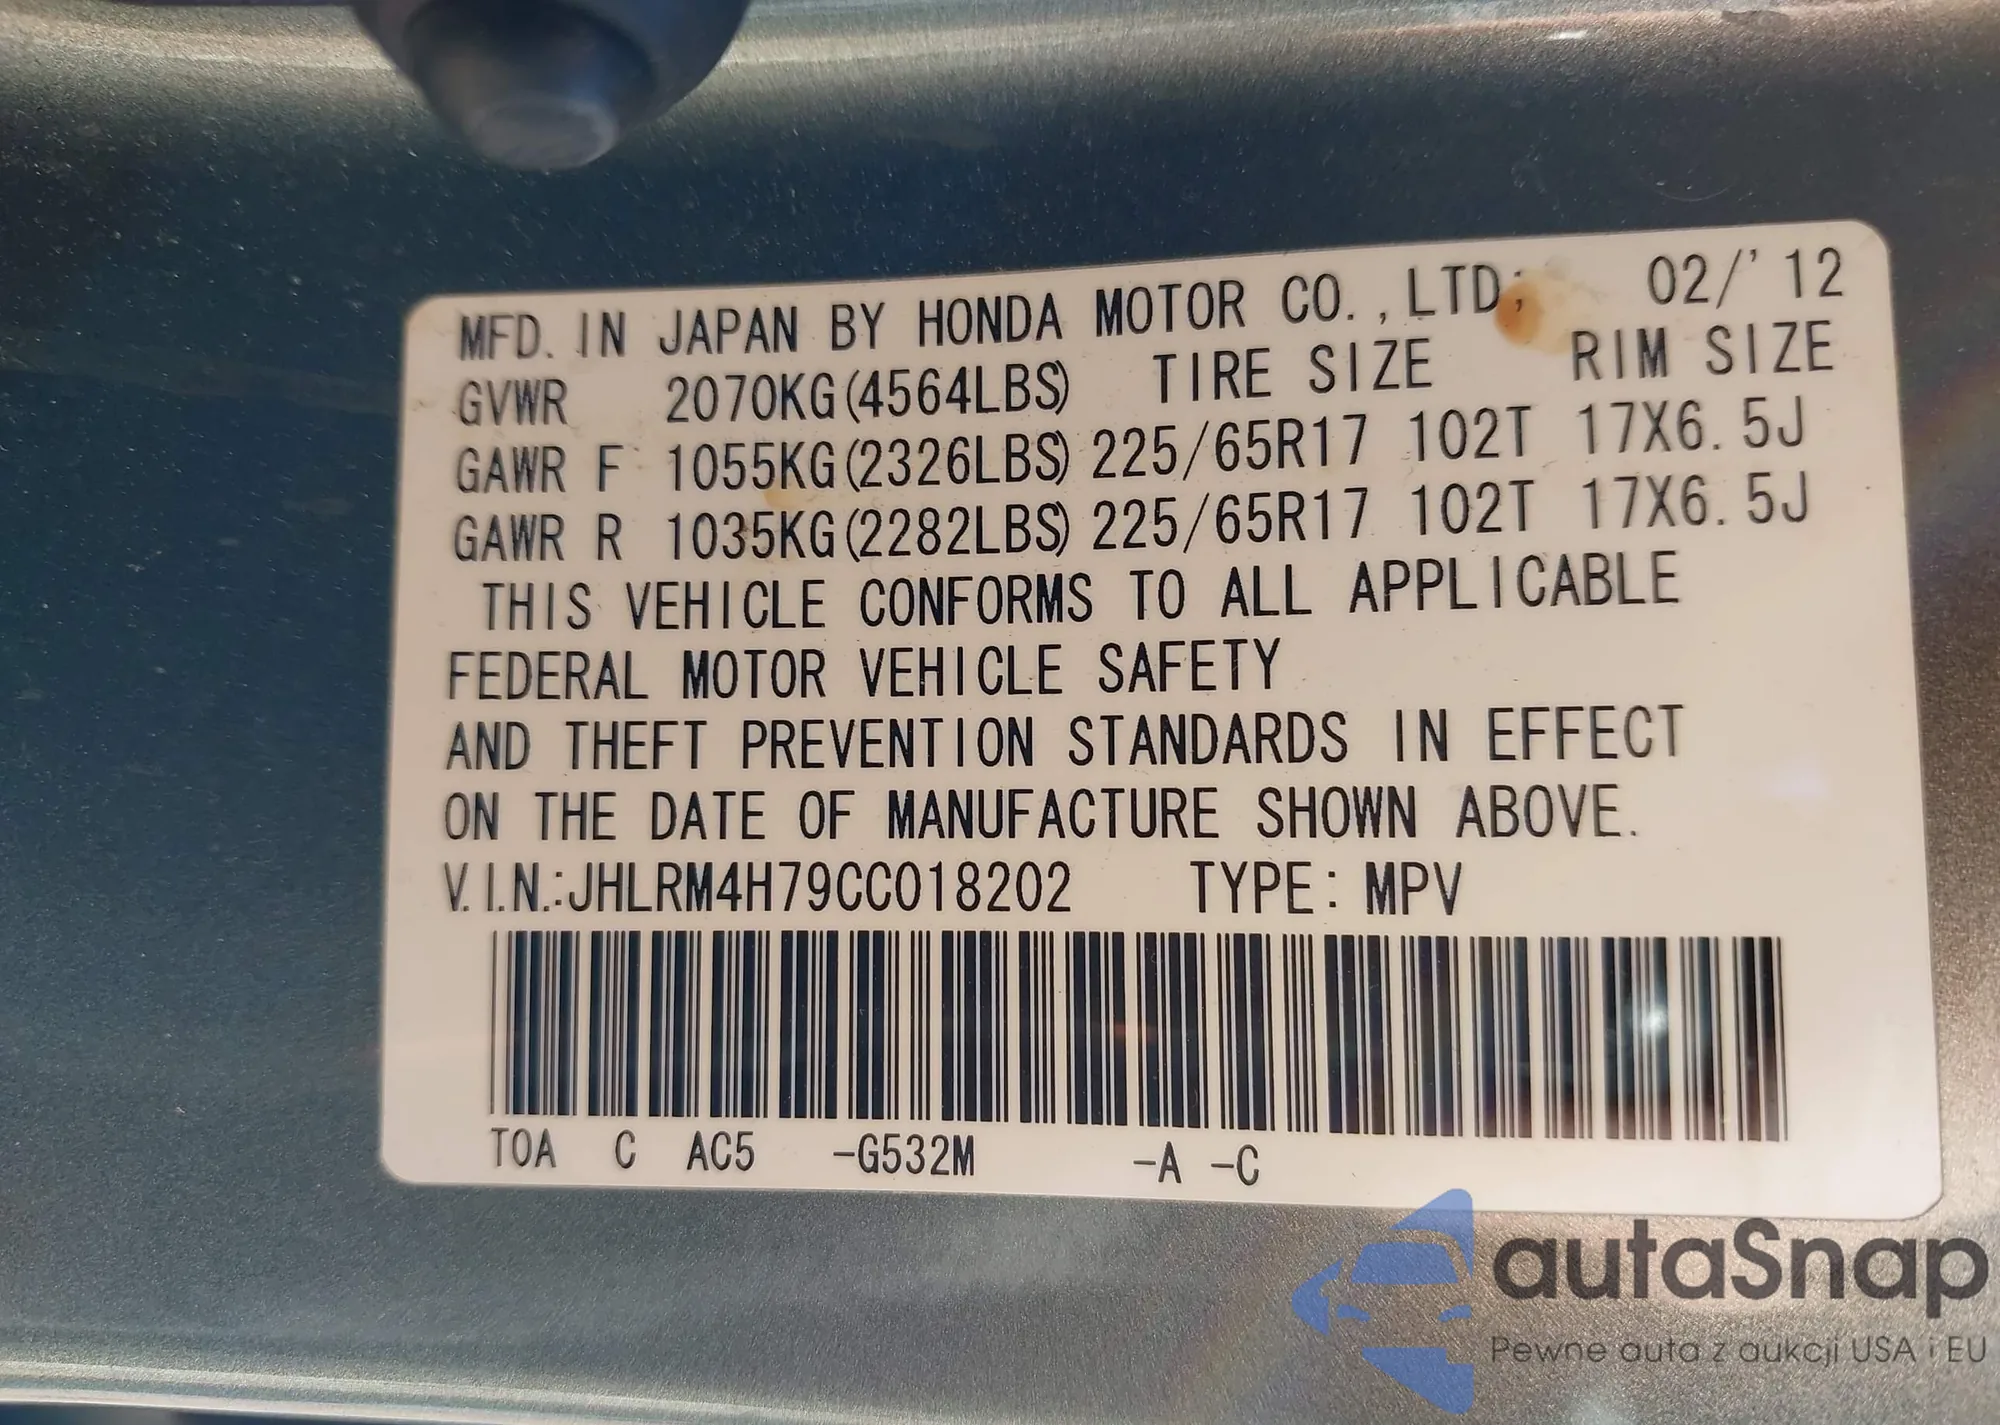 MFD. IN JAPAN BY HONDA MOTOR CO.,LTD; 02/'12
GVWR 2070KG(4564LBS) TIRE SIZE RIM SIZE
GAWR F 1055KG(2326LBS) 225/65R17 102T 17X6.5J
GAWR R 1035KG(2282LBS) 225/65R17 102T 17X6.5J
THIS VEHICLE CONFORMS TO ALL APPLICABLE
FEDERAL MOTOR VEHICLE SAFETY
AND THEFT PREVENTION STANDARDS IN EFFECT
ON THE DATE OF MANUFACTURE SHOWN ABOVE.
V.I.N.:JHLRM4H79CC018202 TYPE: MPV
T0A C AC5 -G532M -A -C
autaSnap
Pewne auta z aukcji USA i EU